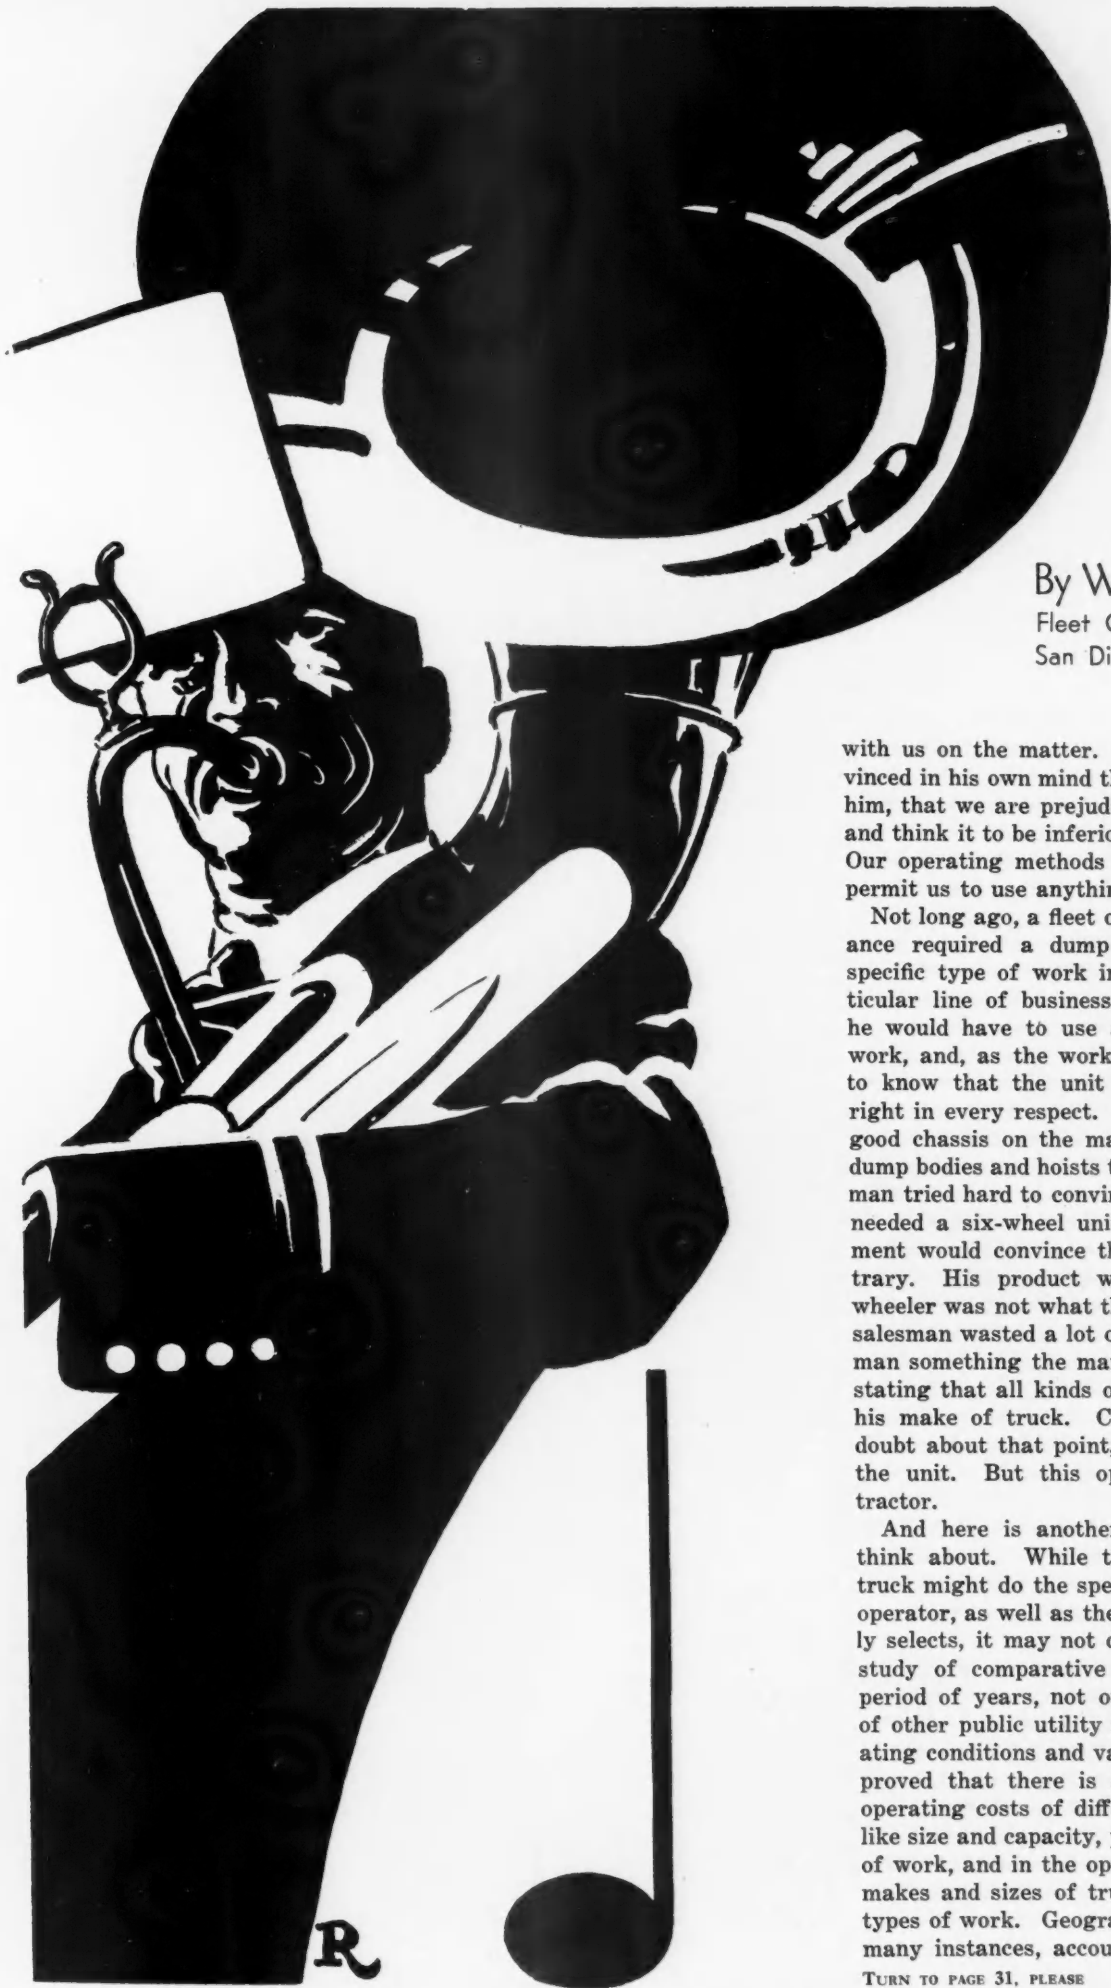 By W
Fleet
San Di
with us on the matter.
vinced in his own mind th
him, that we are prejud
and think it to be inferio
Our operating methods
permit us to use anythin
Not long ago, a fleet o
ance required a dump
specific type of work in
ticular line of business
he would have to use
work, and, as the work
to know that the unit
right in every respect.
good chassis on the ma
dump bodies and hoists t
man tried hard to convin
needed a six-wheel uni
ment would convince th
trary. His product w
wheeler was not what th
salesman wasted a lot o
man something the ma
stating that all kinds o
his make of truck. C
doubt about that point,
the unit. But this op
tractor.
And here is another
think about. While t
truck might do the spe
operator, as well as the
ly selects, it may not o
study of comparative
period of years, not o
of other public utility
ating conditions and va
proved that there is
operating costs of diff
like size and capacity,
of work, and in the op
makes and sizes of tru
types of work. Geogra
many instances, accou
TURN TO PAGE 31, PLEASE
R